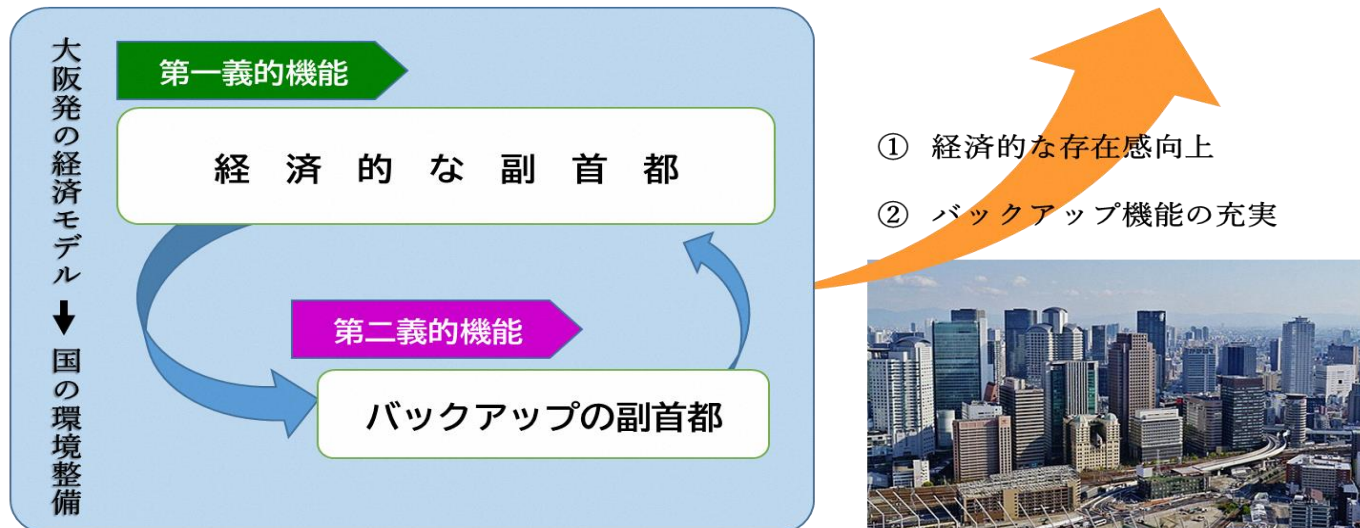 大阪発の経済モデル➡国の環境整備
第一義的機能
経済的な副首都
第二義的機能
バックアップの副首都
① 経済的な存在感向上
② バックアップ機能の充実